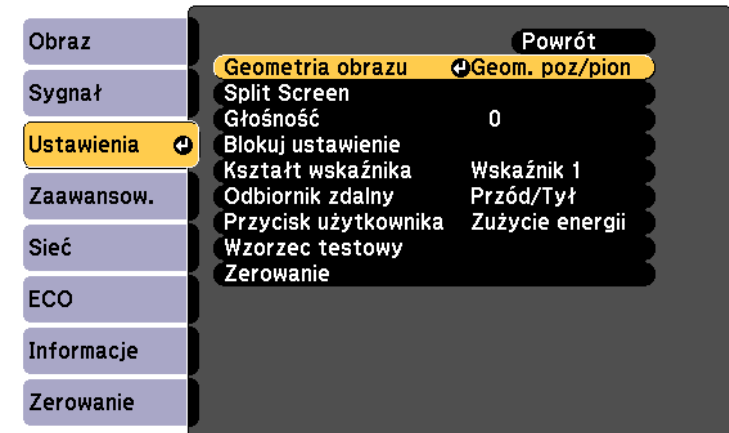 Obraz
Sygnał
Ustawienia
Zaawansow.
Sieć
ECO
Informacje
Zerowanie
Powrót
Geometria obrazu Geom. poz/pion
Split Screen
Głośność 0
Blokuj ustawienie
Kształt wskaźnika Wskaźnik 1
Odbiornik zdalny Przód/Tył
Przycisk użytkownika Zużycie energii
Wzorzec testowy
Zerowanie